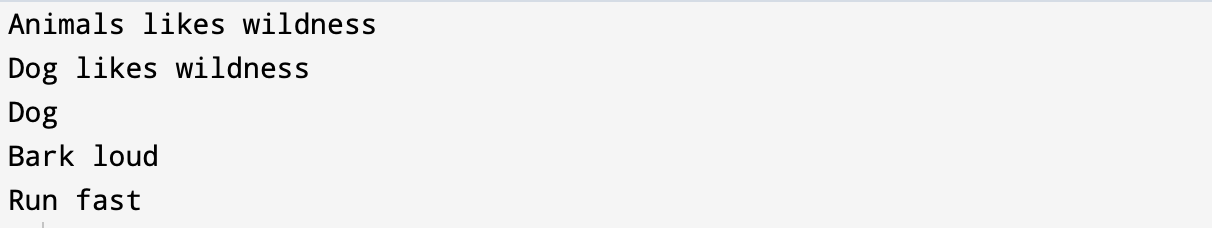 Animals likes wildness
Dog likes wildness
Dog
Bark loud
Run fast